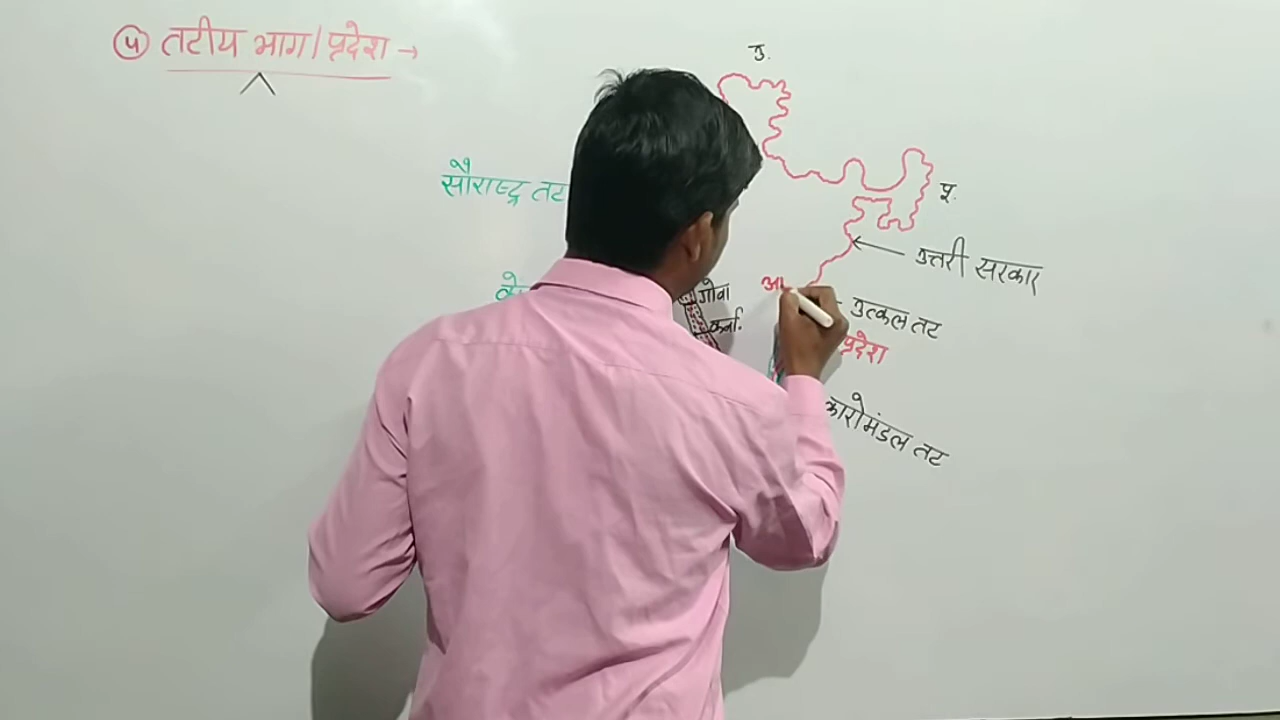 ५ तटीय भाग/प्रदेश →
उ.
सौराष्ट्र तट
पू.
उत्तरी सरकार
गोवा
उत्कल तट
कर्ना.
प्रदेश
कारोमंडल तट